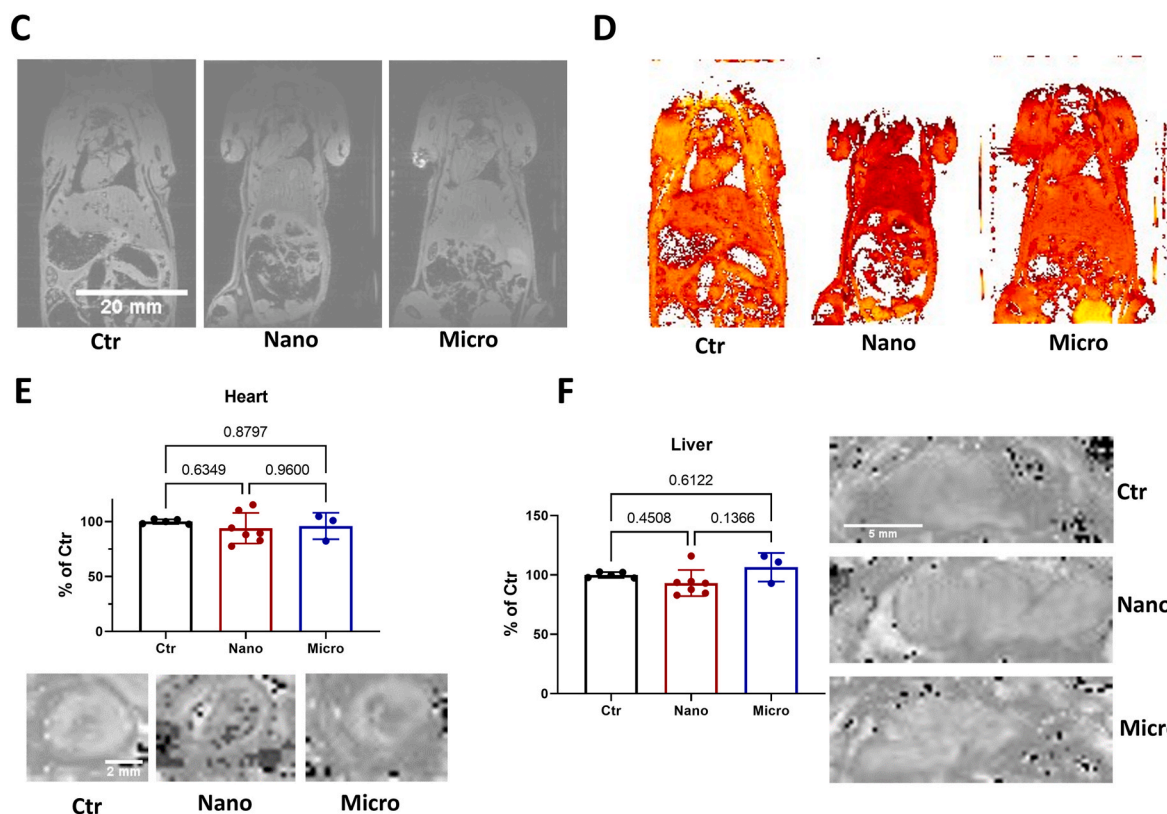 C
D
20 mm
Ctr
Nano
Micro
Ctr
Nano
Micro
E
Heart
0.8797
0.6349
0.9600
% of Ctr
100
50
0
Ctr
Nano
Micro
2 mm
Ctr
Nano
Micro
F
Liver
0.6122
0.4508
0.1366
% of Ctr
150
100
50
0
Ctr
Nano
Micro
5 mm
Ctr
Nano
Micr